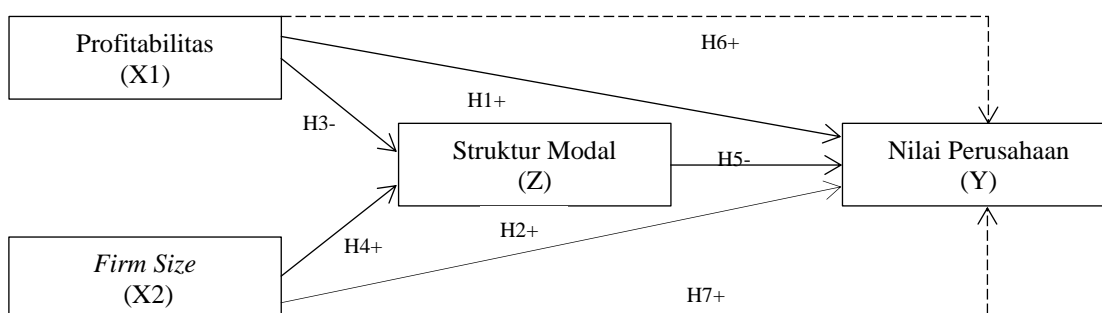 Profitabilitas
(X1)
H6+
H1+
H3-
Struktur Modal
(Z)
H5-
Nilai Perusahaan
(Y)
H2+
H4+
Firm Size
(X2)
H7+